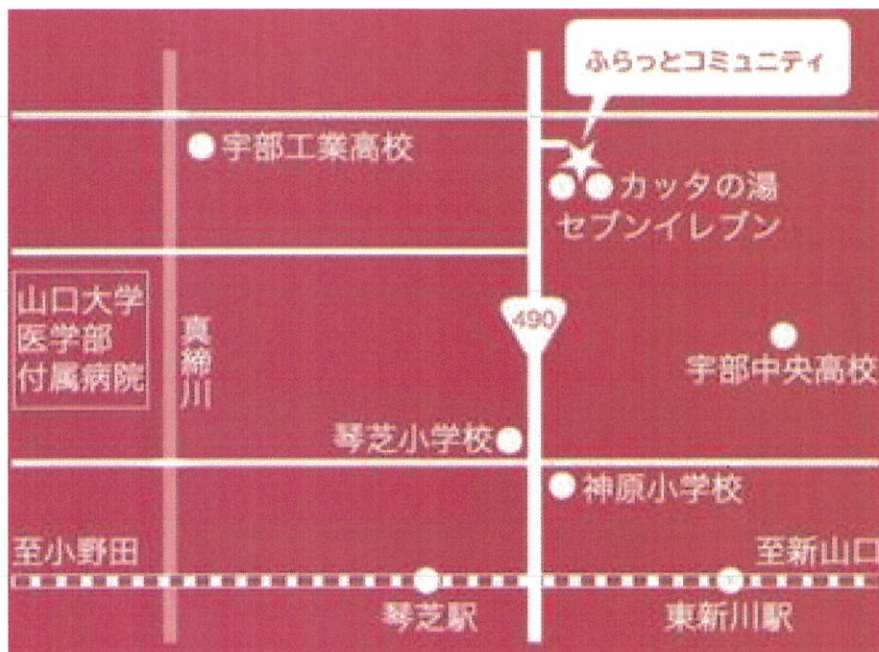 ふらっとコミュニティ
宇部工業高校
カッタの湯
セブンイレブン
山口大学
医学部
付属病院
真締川
490
宇部中央高校
琴芝小学校
神原小学校
至小野田
至新山口
琴芝駅
東新川駅